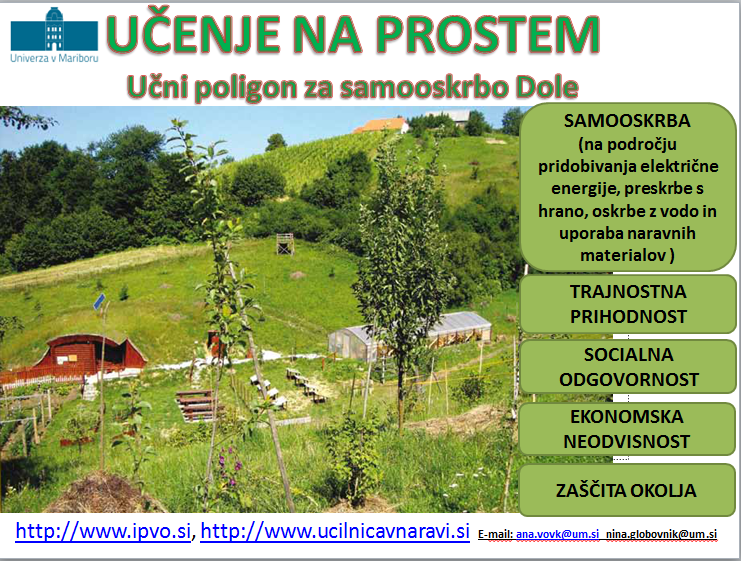 Univerza v Mariboru
UČENJE NA PROSTEM
Učni poligon za samooskrbo Dole
SAMOOSKRBA
(na področju
pridobivanja električne
energije, preskrbe s
hrano, oskrbe z vodo in
uporaba naravnih
materialov )
TRAJNOSTNA
PRIHODNOST
SOCIALNA
ODGOVORNOST
EKONOMSKA
NEODVISNOST
ZAŠČITA OKOLJA
http://www.ipvo.si, http://www.ucilnicavnaravi.si E-mail: ana.vovk@um.si nina.globovnik@um.si